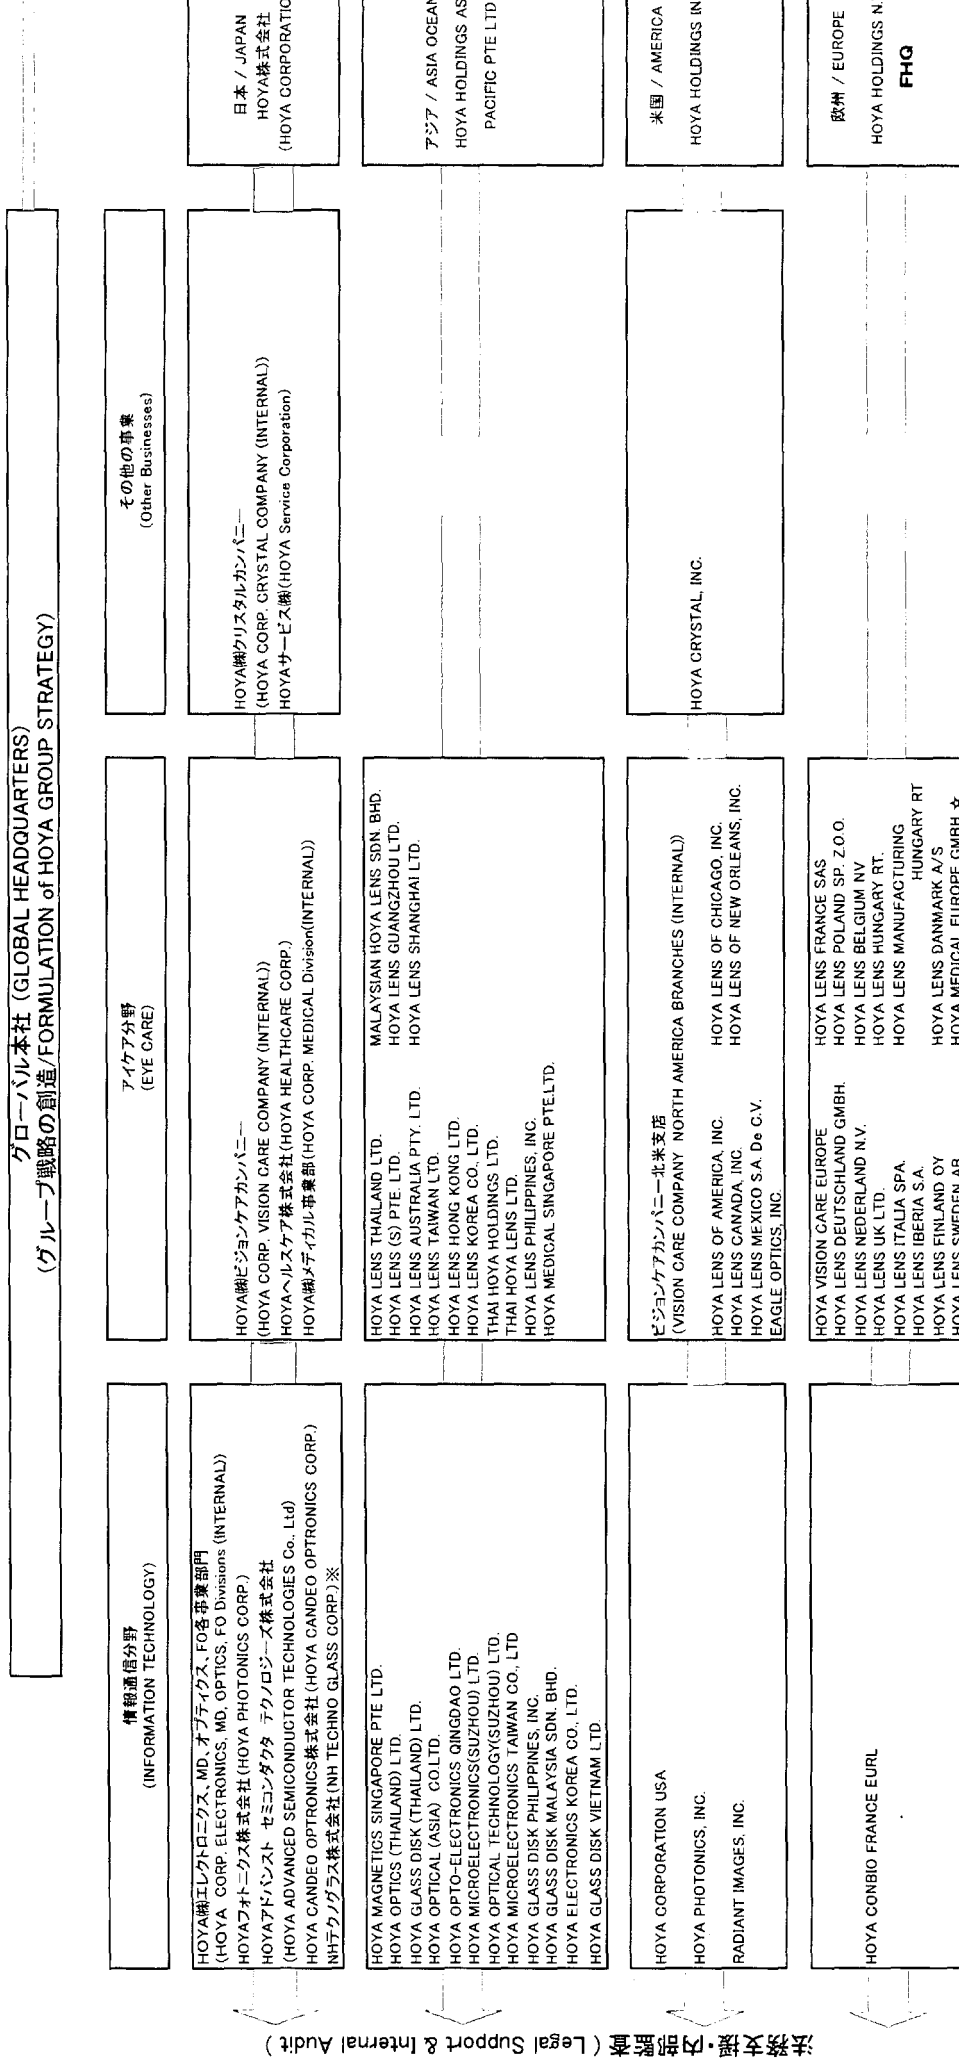 グローバル本社 (GLOBAL HEADQUARTERS)
(グループ戦略の創造/FORMULATION of HOYA GROUP STRATEGY)
情報通信分野
(INFORMATION TECHNOLOGY)
アイケア分野
(EYE CARE)
その他の事業
(Other Businesses)
HOYA㈱エレクトロニクス、MD、オプティクス、FO各事業部門
(HOYA CORP. ELECTRONICS, MD, OPTICS, FO Divisions (INTERNAL))
HOYAフォトニクス株式会社(HOYA PHOTONICS CORP.)
HOYAアドバンスト セミコンダクタ テクノロジーズ株式会社
(HOYA ADVANCED SEMICONDUCTOR TECHNOLOGIES Co., Ltd)
HOYA CANDEO OPTRONICS株式会社(HOYA CANDEO OPTRONICS CORP.)
NHテクノグラス株式会社(NH TECHNO GLASS CORP.)※
HOYA㈱ビジョンケアカンパニー
(HOYA CORP. VISION CARE COMPANY (INTERNAL))
HOYAヘルスケア株式会社(HOYA HEALTHCARE CORP.)
HOYA㈱メディカル事業部(HOYA CORP. MEDICAL Division(INTERNAL))
HOYA㈱クリスタルカンパニー
(HOYA CORP. CRYSTAL COMPANY (INTERNAL))
HOYAサービス㈱(HOYA Service Corporation)
日本 / JAPAN
HOYA株式会社
(HOYA CORPORATIO
HOYA MAGNETICS SINGAPORE PTE LTD.
HOYA OPTICS (THAILAND) LTD.
HOYA GLASS DISK (THAILAND) LTD.
HOYA OPTICAL (ASIA) CO.LTD.
HOYA OPTO-ELECTRONICS QINGDAO LTD.
HOYA MICROELECTRONICS(SUZHOU) LTD.
HOYA OPTICAL TECHNOLOGY(SUZHOU) LTD.
HOYA MICROELECTRONICS TAIWAN CO., LTD
HOYA GLASS DISK PHILIPPINES, INC.
HOYA GLASS DISK MALAYSIA SDN. BHD.
HOYA ELECTRONICS KOREA CO., LTD.
HOYA GLASS DISK VIETNAM LTD.
HOYA LENS THAILAND LTD.
HOYA LENS (S) PTE. LTD.
HOYA LENS AUSTRALIA PTY. LTD.
HOYA LENS TAIWAN LTD.
HOYA LENS HONG KONG LTD.
HOYA LENS KOREA CO., LTD.
THAI HOYA HOLDINGS LTD.
THAI HOYA LENS LTD.
HOYA LENS PHILIPPINES, INC.
HOYA MEDICAL SINGAPORE PTE.LTD.
MALAYSIAN HOYA LENS SDN. BHD.
HOYA LENS GUANGZHOU LTD.
HOYA LENS SHANGHAI LTD.
アジア / ASIA OCEAN
HOYA HOLDINGS AS
PACIFIC PTE LTD
HOYA CORPORATION USA
HOYA PHOTONICS, INC.
RADIANT IMAGES, INC.
ビジョンケアカンパニー北米支店
(VISION CARE COMPANY NORTH AMERICA BRANCHES (INTERNAL))
HOYA LENS OF AMERICA, INC.
HOYA LENS CANADA, INC.
HOYA LENS MEXICO S.A. De C.V.
EAGLE OPTICS, INC.
HOYA LENS OF CHICAGO, INC.
HOYA LENS OF NEW ORLEANS, INC.
HOYA CRYSTAL, INC.
米国 / AMERICA
HOYA HOLDINGS IN
HOYA CONBIO FRANCE EURL
HOYA VISION CARE EUROPE
HOYA LENS DEUTSCHLAND GMBH.
HOYA LENS NEDERLAND N.V.
HOYA LENS UK LTD.
HOYA LENS ITALIA SPA.
HOYA LENS IBERIA S.A.
HOYA LENS FINLAND OY
HOYA LENS SWEDEN AB
HOYA LENS FRANCE SAS
HOYA LENS POLAND SP. Z.O.O.
HOYA LENS BELGIUM NV
HOYA LENS HUNGARY RT.
HOYA LENS MANUFACTURING
HUNGARY RT
HOYA LENS DANMARK A/S
HOYA MEDICAL EUROPE GMBH ☆
欧州 / EUROPE
HOYA HOLDINGS N.
FHQ
法務支援・内部監査 ( Legal Support & Internal Audit )